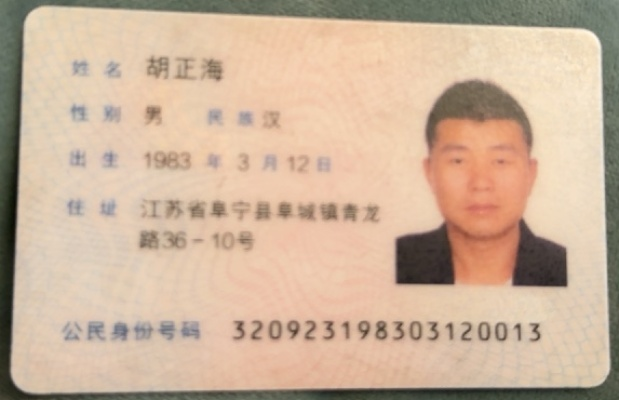 姓名 胡正海
性别 男 民族 汉
出生 1983 年 3 月 12 日
住址 江苏省阜宁县阜城镇青龙
路36－10号
公民身份号码 320923198303120013